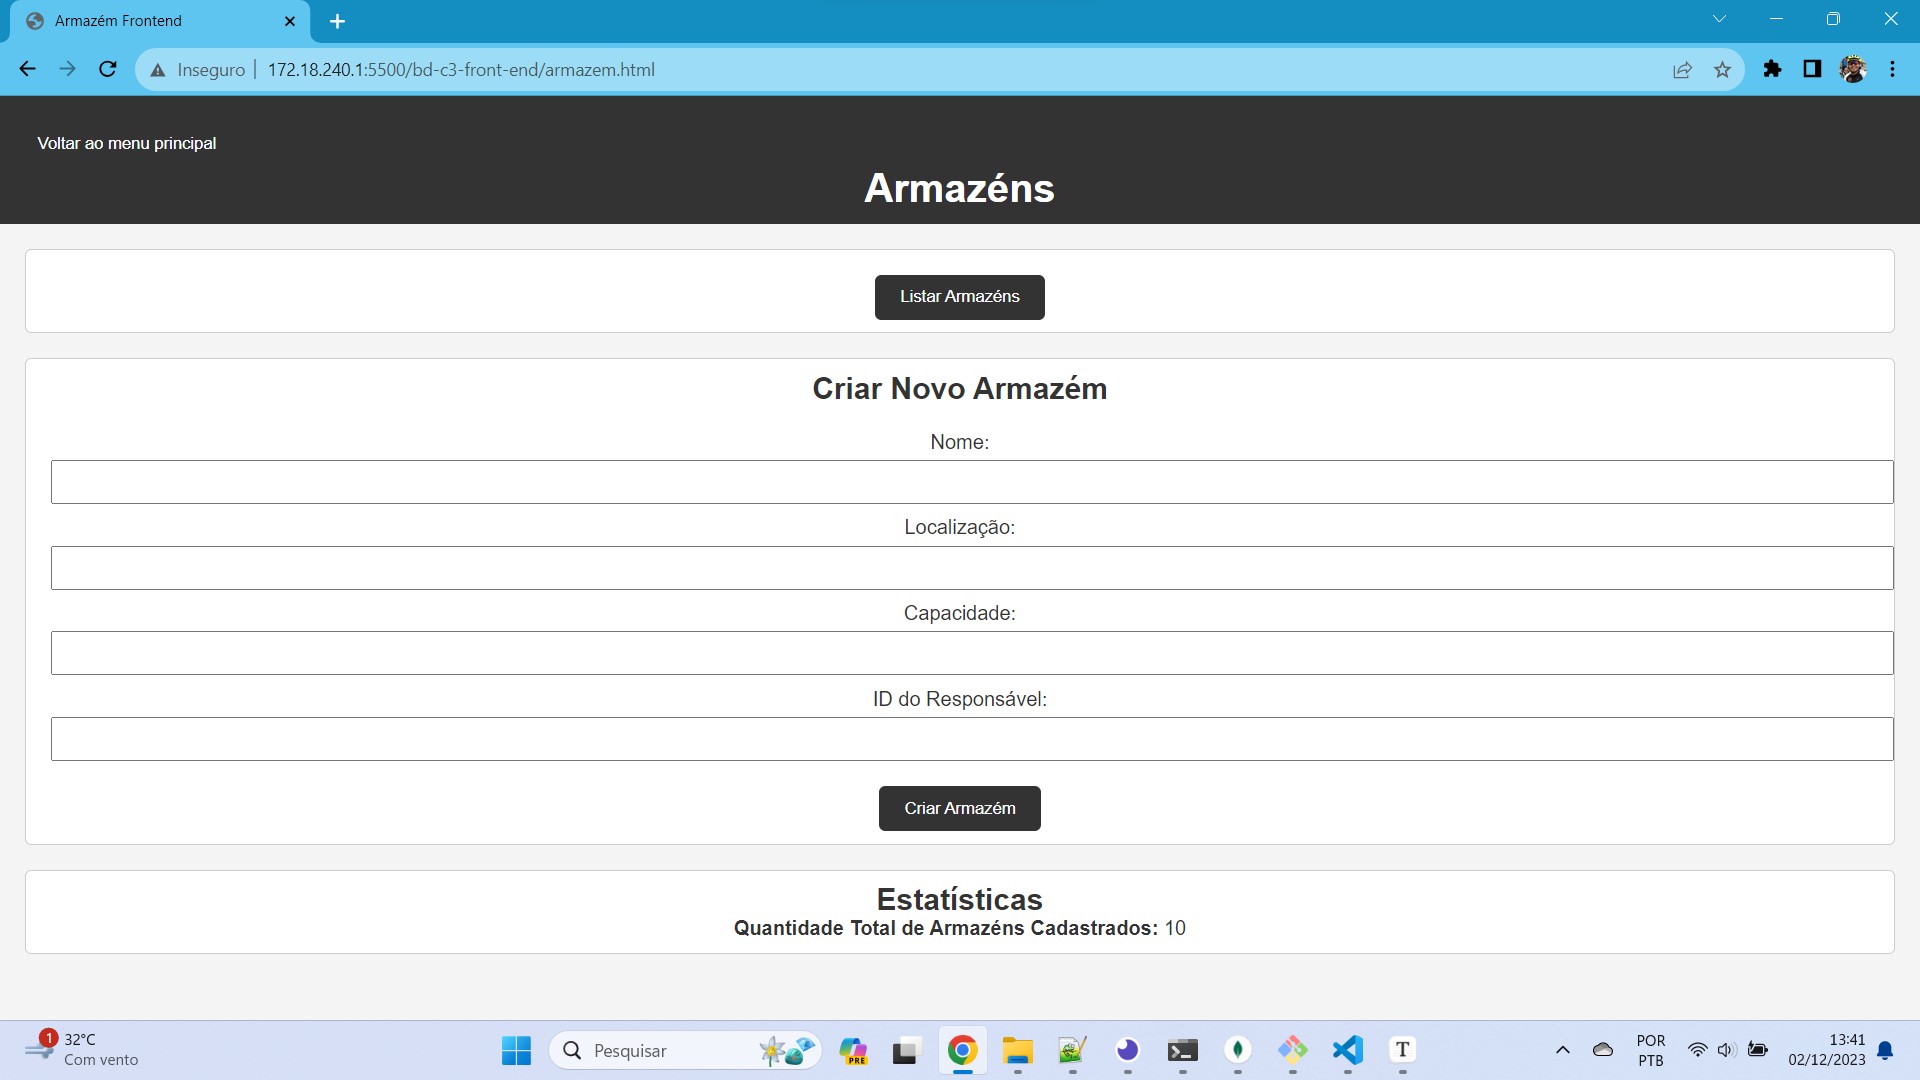 Armazém Frontend
Inseguro
172.18.240.1:5500/bd-c3-front-end/armazem.html
Voltar ao menu principal
Armazéns
Listar Armazéns
Criar Novo Armazém
Nome:
Localização:
Capacidade:
ID do Responsável:
Criar Armazém
Estatísticas
Quantidade Total de Armazéns Cadastrados: 10
1
32°C
Com vento
Pesquisar
PRE
T
POR
PTB
13:41
02/12/2023